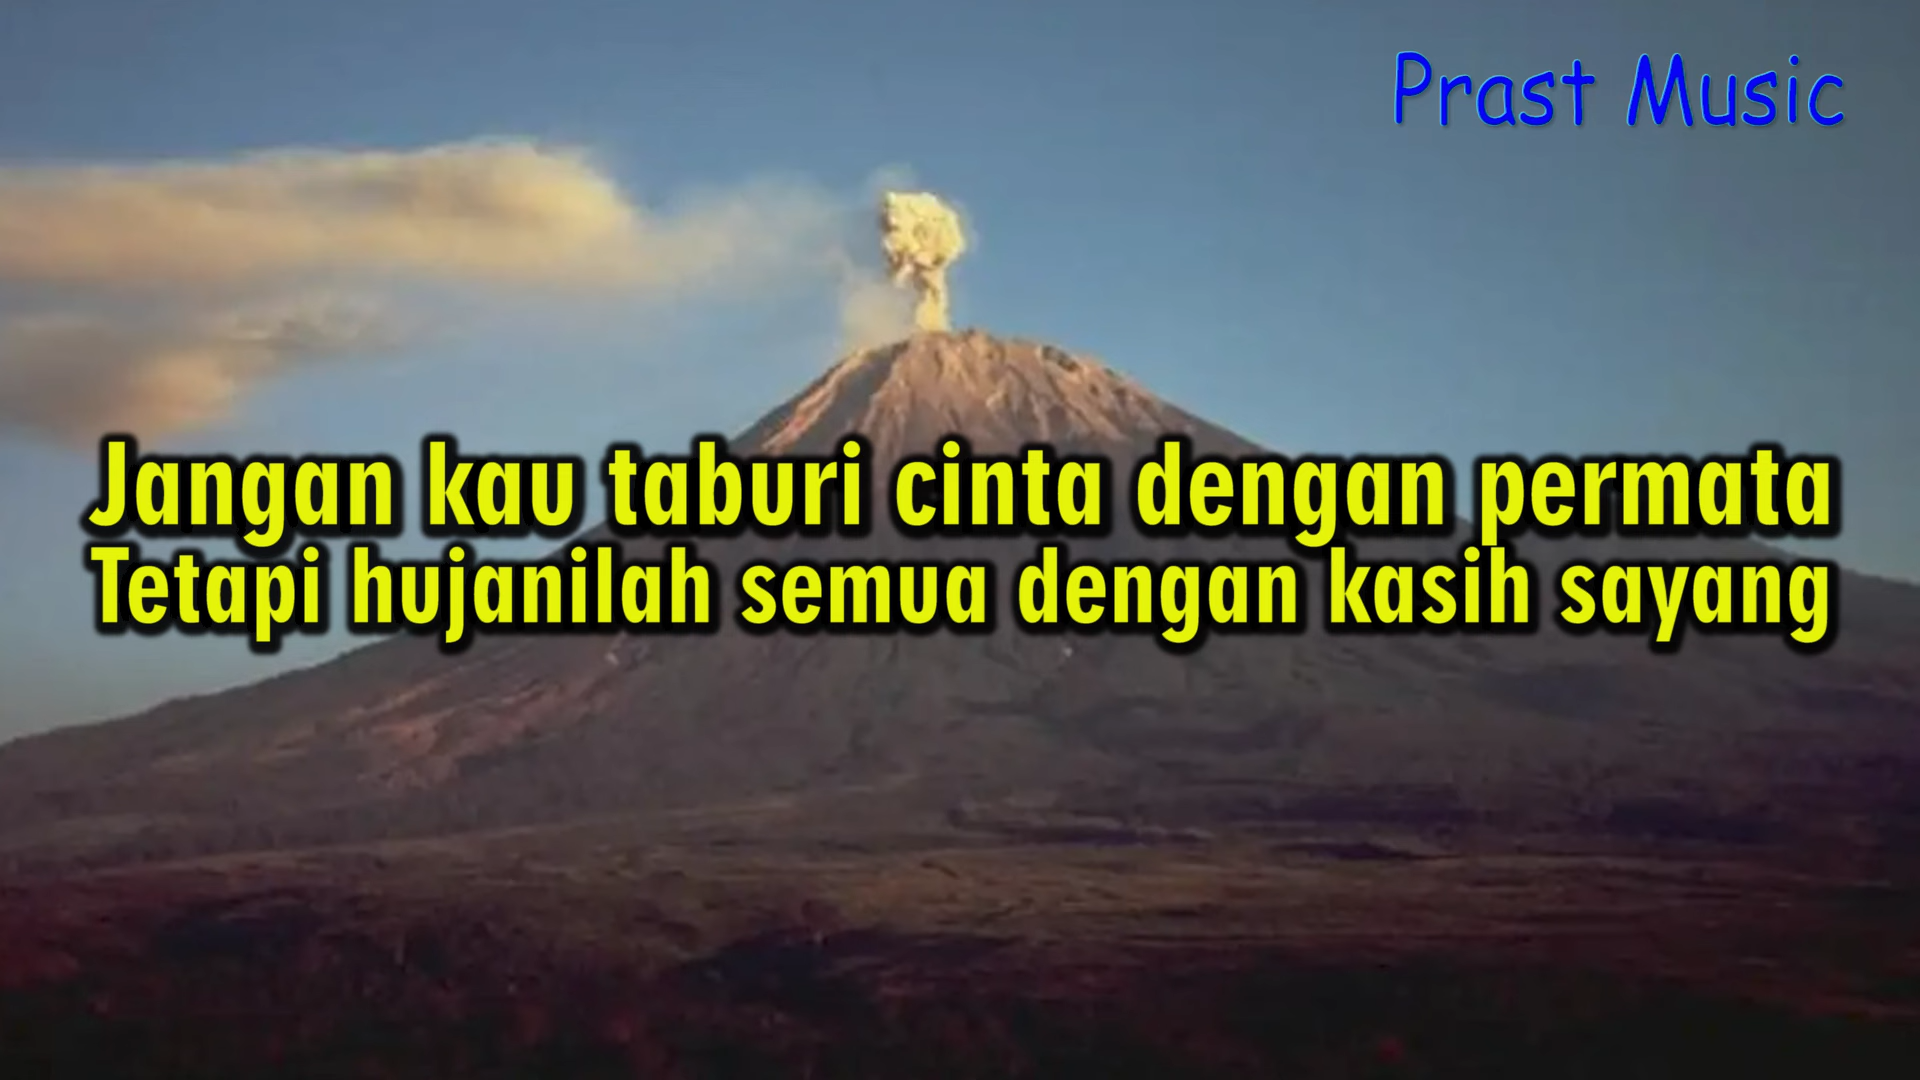 Prast Music
Jangan kau taburi cinta dengan permata
Tetapi hujanilah semua dengan kasih sayang